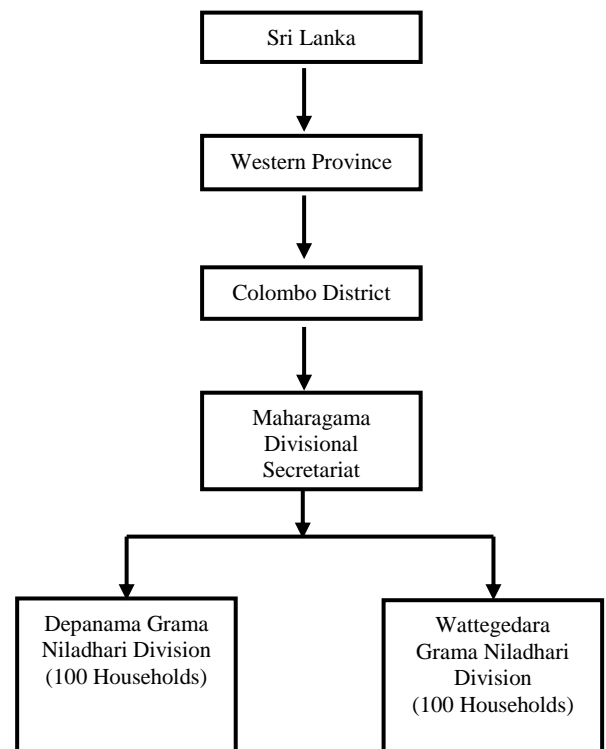 Sri Lanka
Western Province
Colombo District
Maharagama
Divisional
Secretariat
Depanama Grama
Niladhari Division
(100 Households)
Wattegedara
Grama Niladhari
Division
(100 Households)